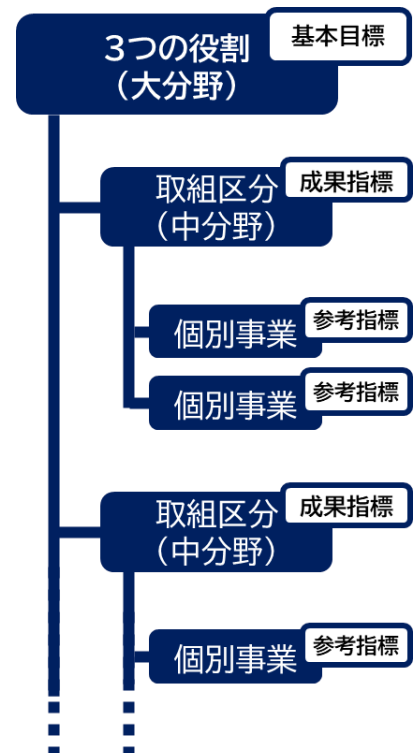 基本目標
3つの役割
（大分野）
成果指標
取組区分
（中分野）
参考指標
個別事業
参考指標
個別事業
成果指標
取組区分
（中分野）
参考指標
個別事業